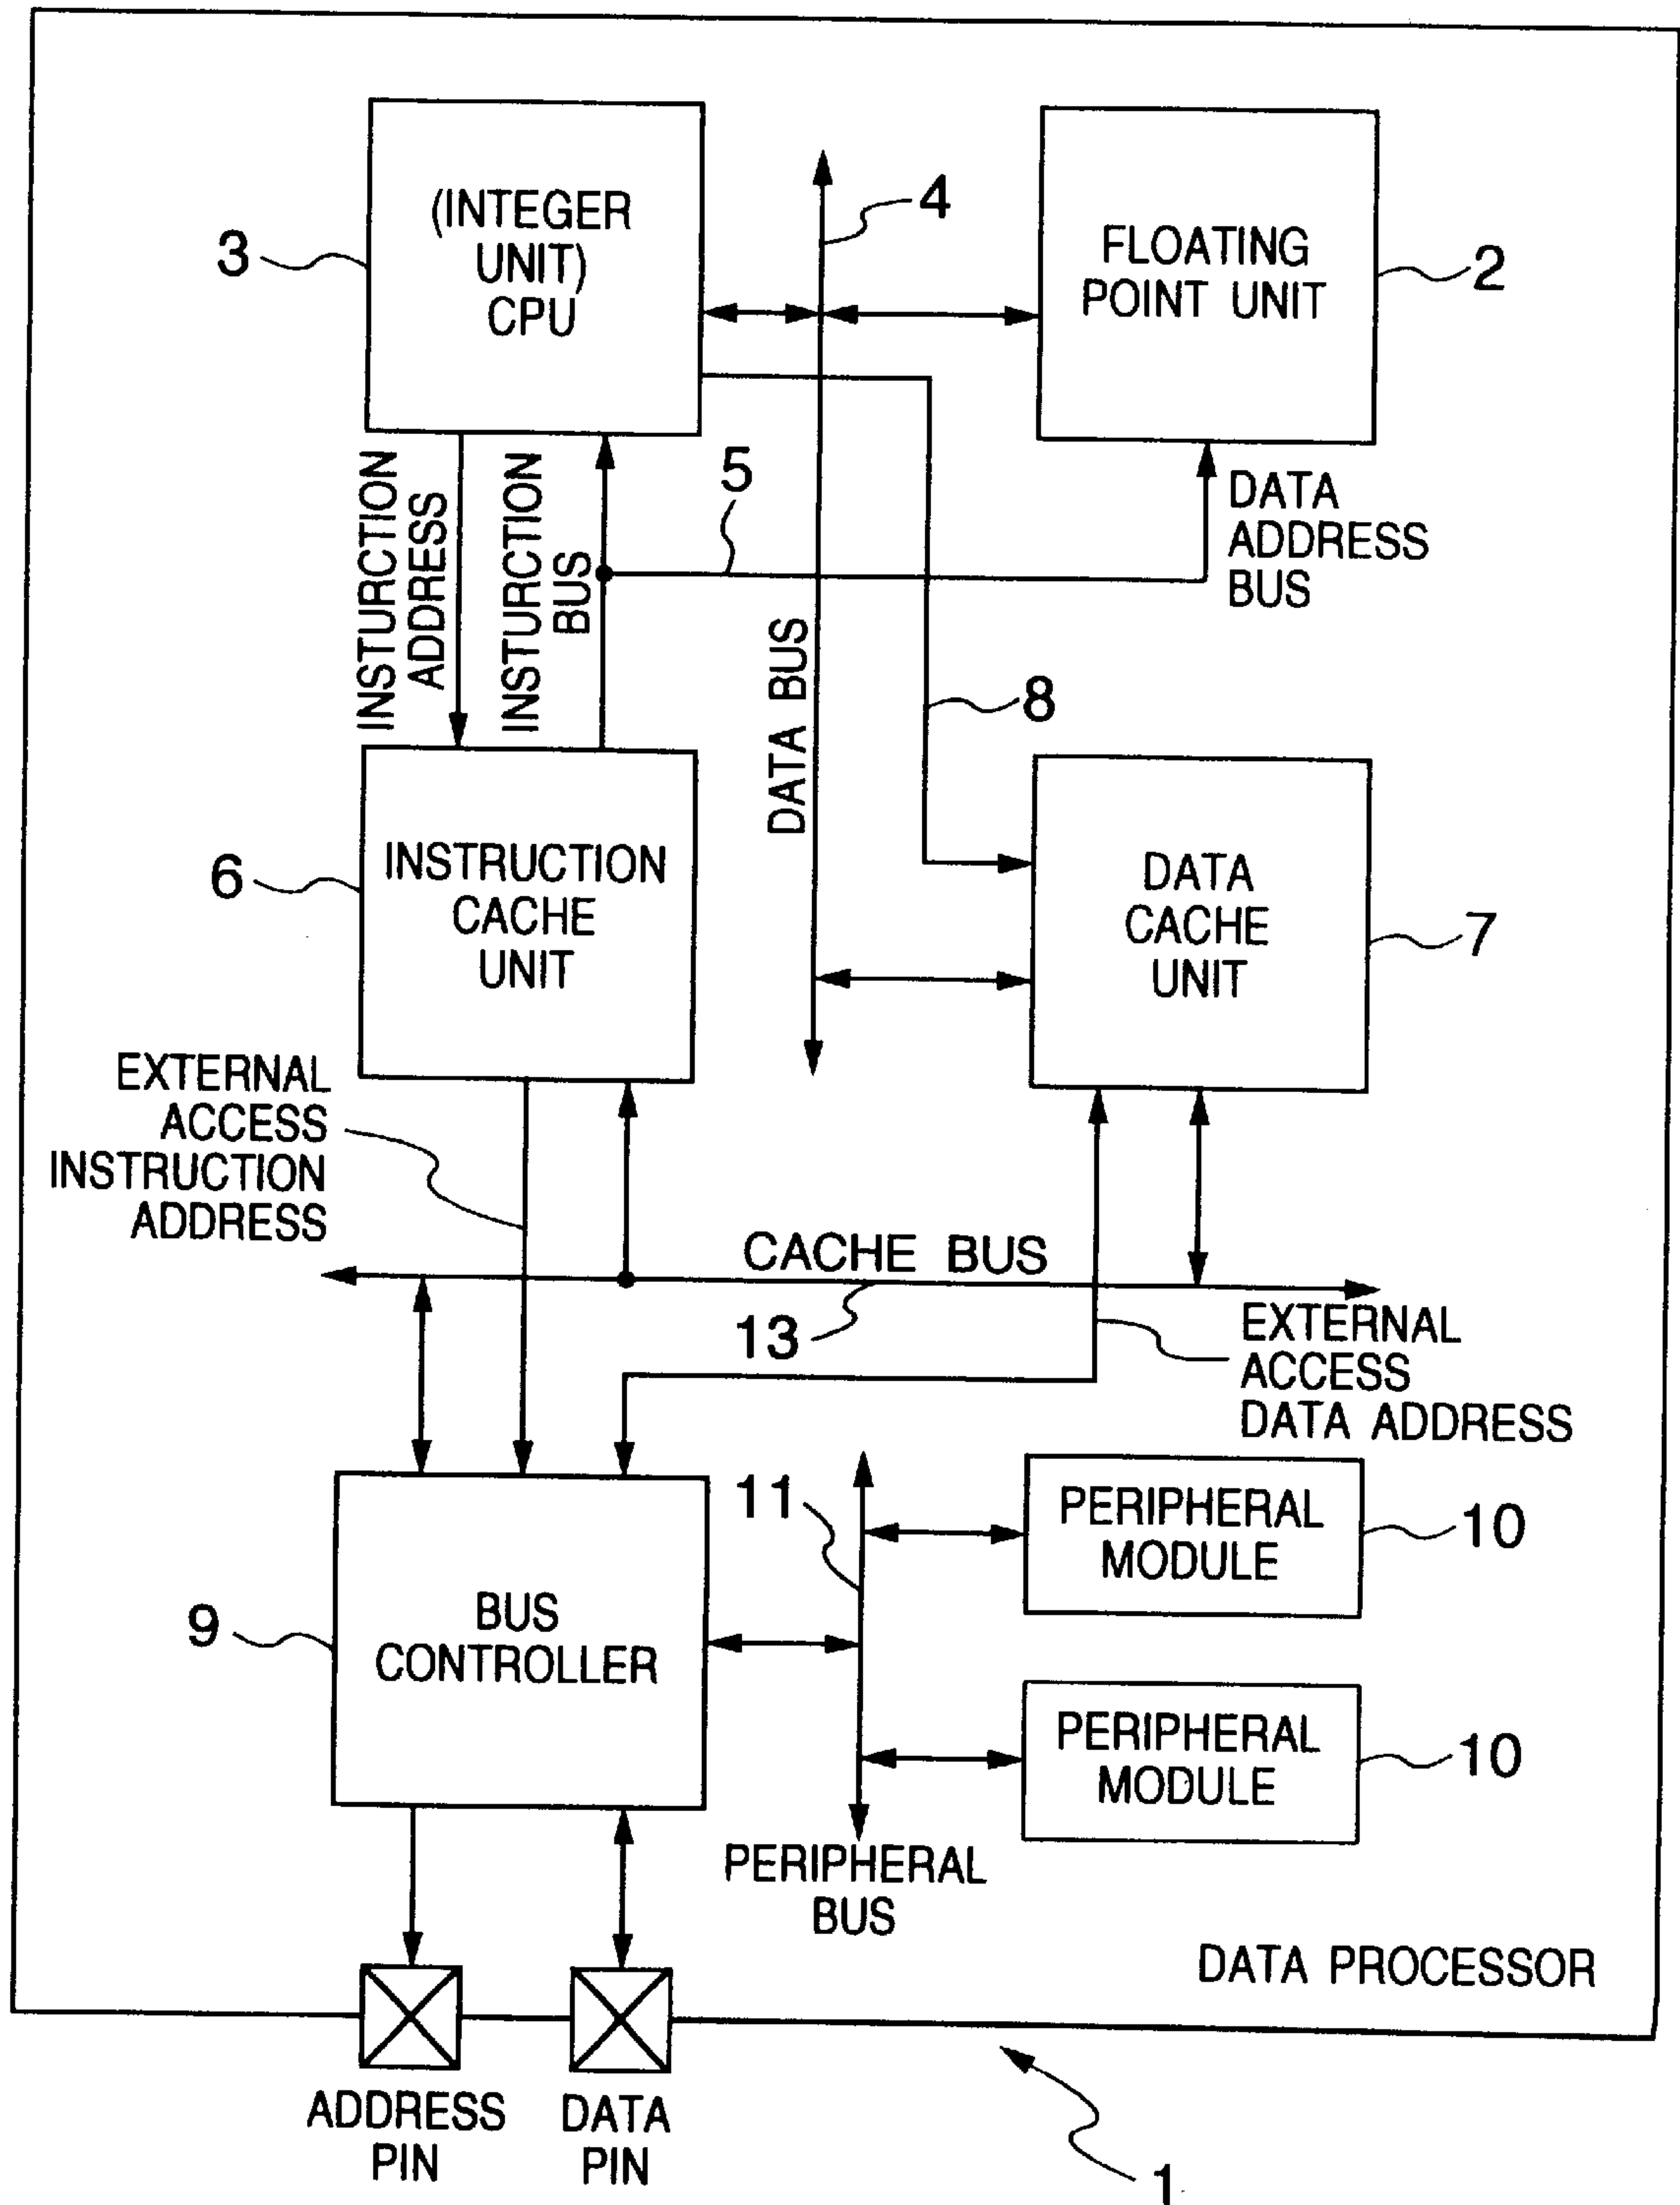 (INTEGER
UNIT)
CPU
3
4
FLOATING
POINT UNIT
2
INSTURCTION
ADDRESS
INSTURCTION
BUS
5
DATA
ADDRESS
BUS
DATA BUS
8
6
INSTRUCTION
CACHE
UNIT
DATA
CACHE
UNIT
7
EXTERNAL
ACCESS
INSTRUCTION
ADDRESS
CACHE BUS
13
EXTERNAL
ACCESS
DATA ADDRESS
11
PERIPHERAL
MODULE
10
9
BUS
CONTROLLER
PERIPHERAL
MODULE
10
PERIPHERAL
BUS
DATA PROCESSOR
ADDRESS
PIN
DATA
PIN
1